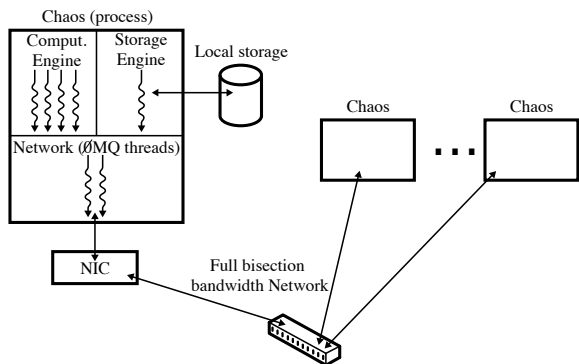 Chaos (process)
Comput.
Engine
Storage
Engine
Local storage
Network (ØMQ threads)
NIC
Chaos
...
Chaos
Full bisection
bandwidth Network